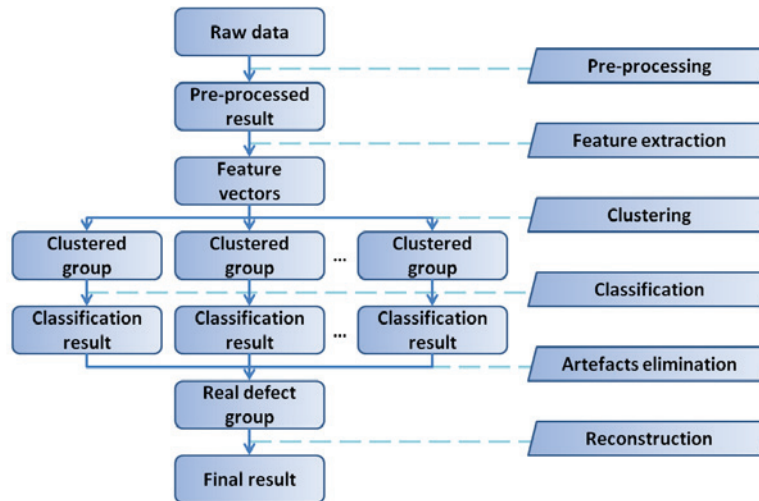 Raw data
Pre-processing
Pre-processed
result
Feature extraction
Feature
vectors
Clustering
Clustered
group
Clustered
group
...
Clustered
group
Classification
Classification
result
Classification
result
...
Classification
result
Artefacts elimination
Real defect
group
Reconstruction
Final result